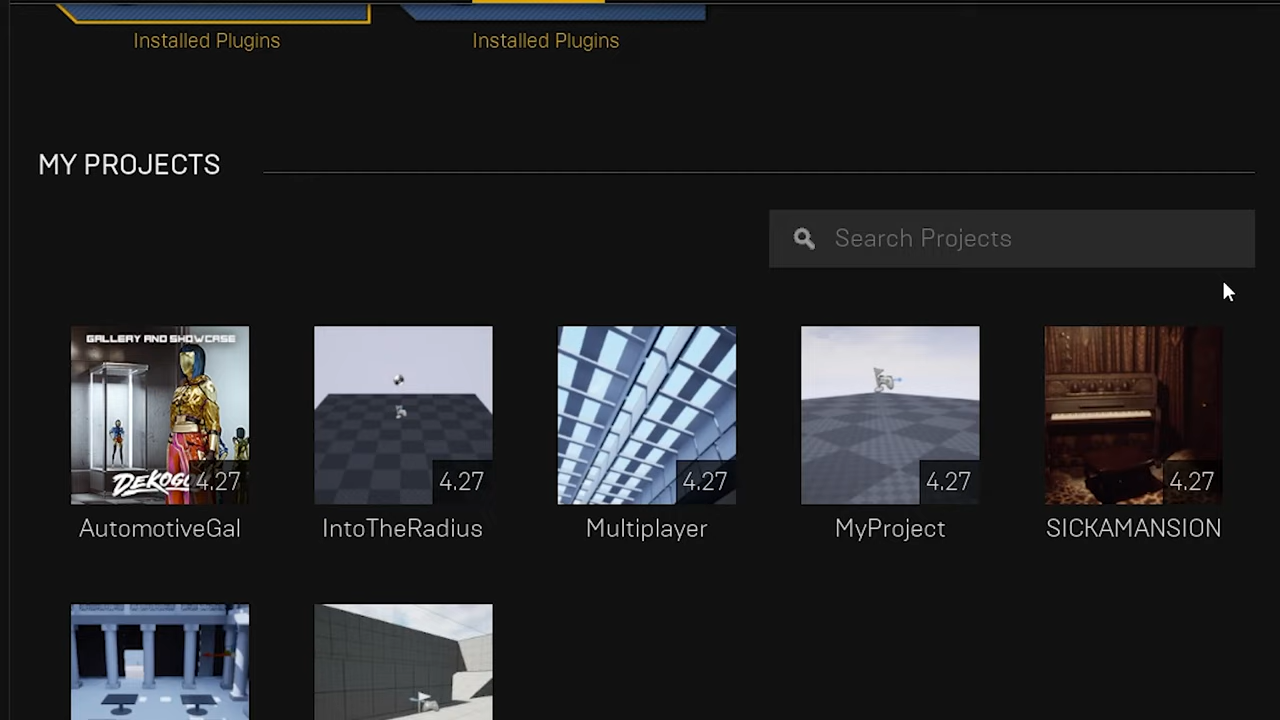 Installed Plugins
Installed Plugins
MY PROJECTS
Search Projects
GALLERY AND SHOWCASE
4.27
4.27
4.27
4.27
4.27
AutomotiveGal
IntoTheRadius
Multiplayer
MyProject
SICKAMANSION